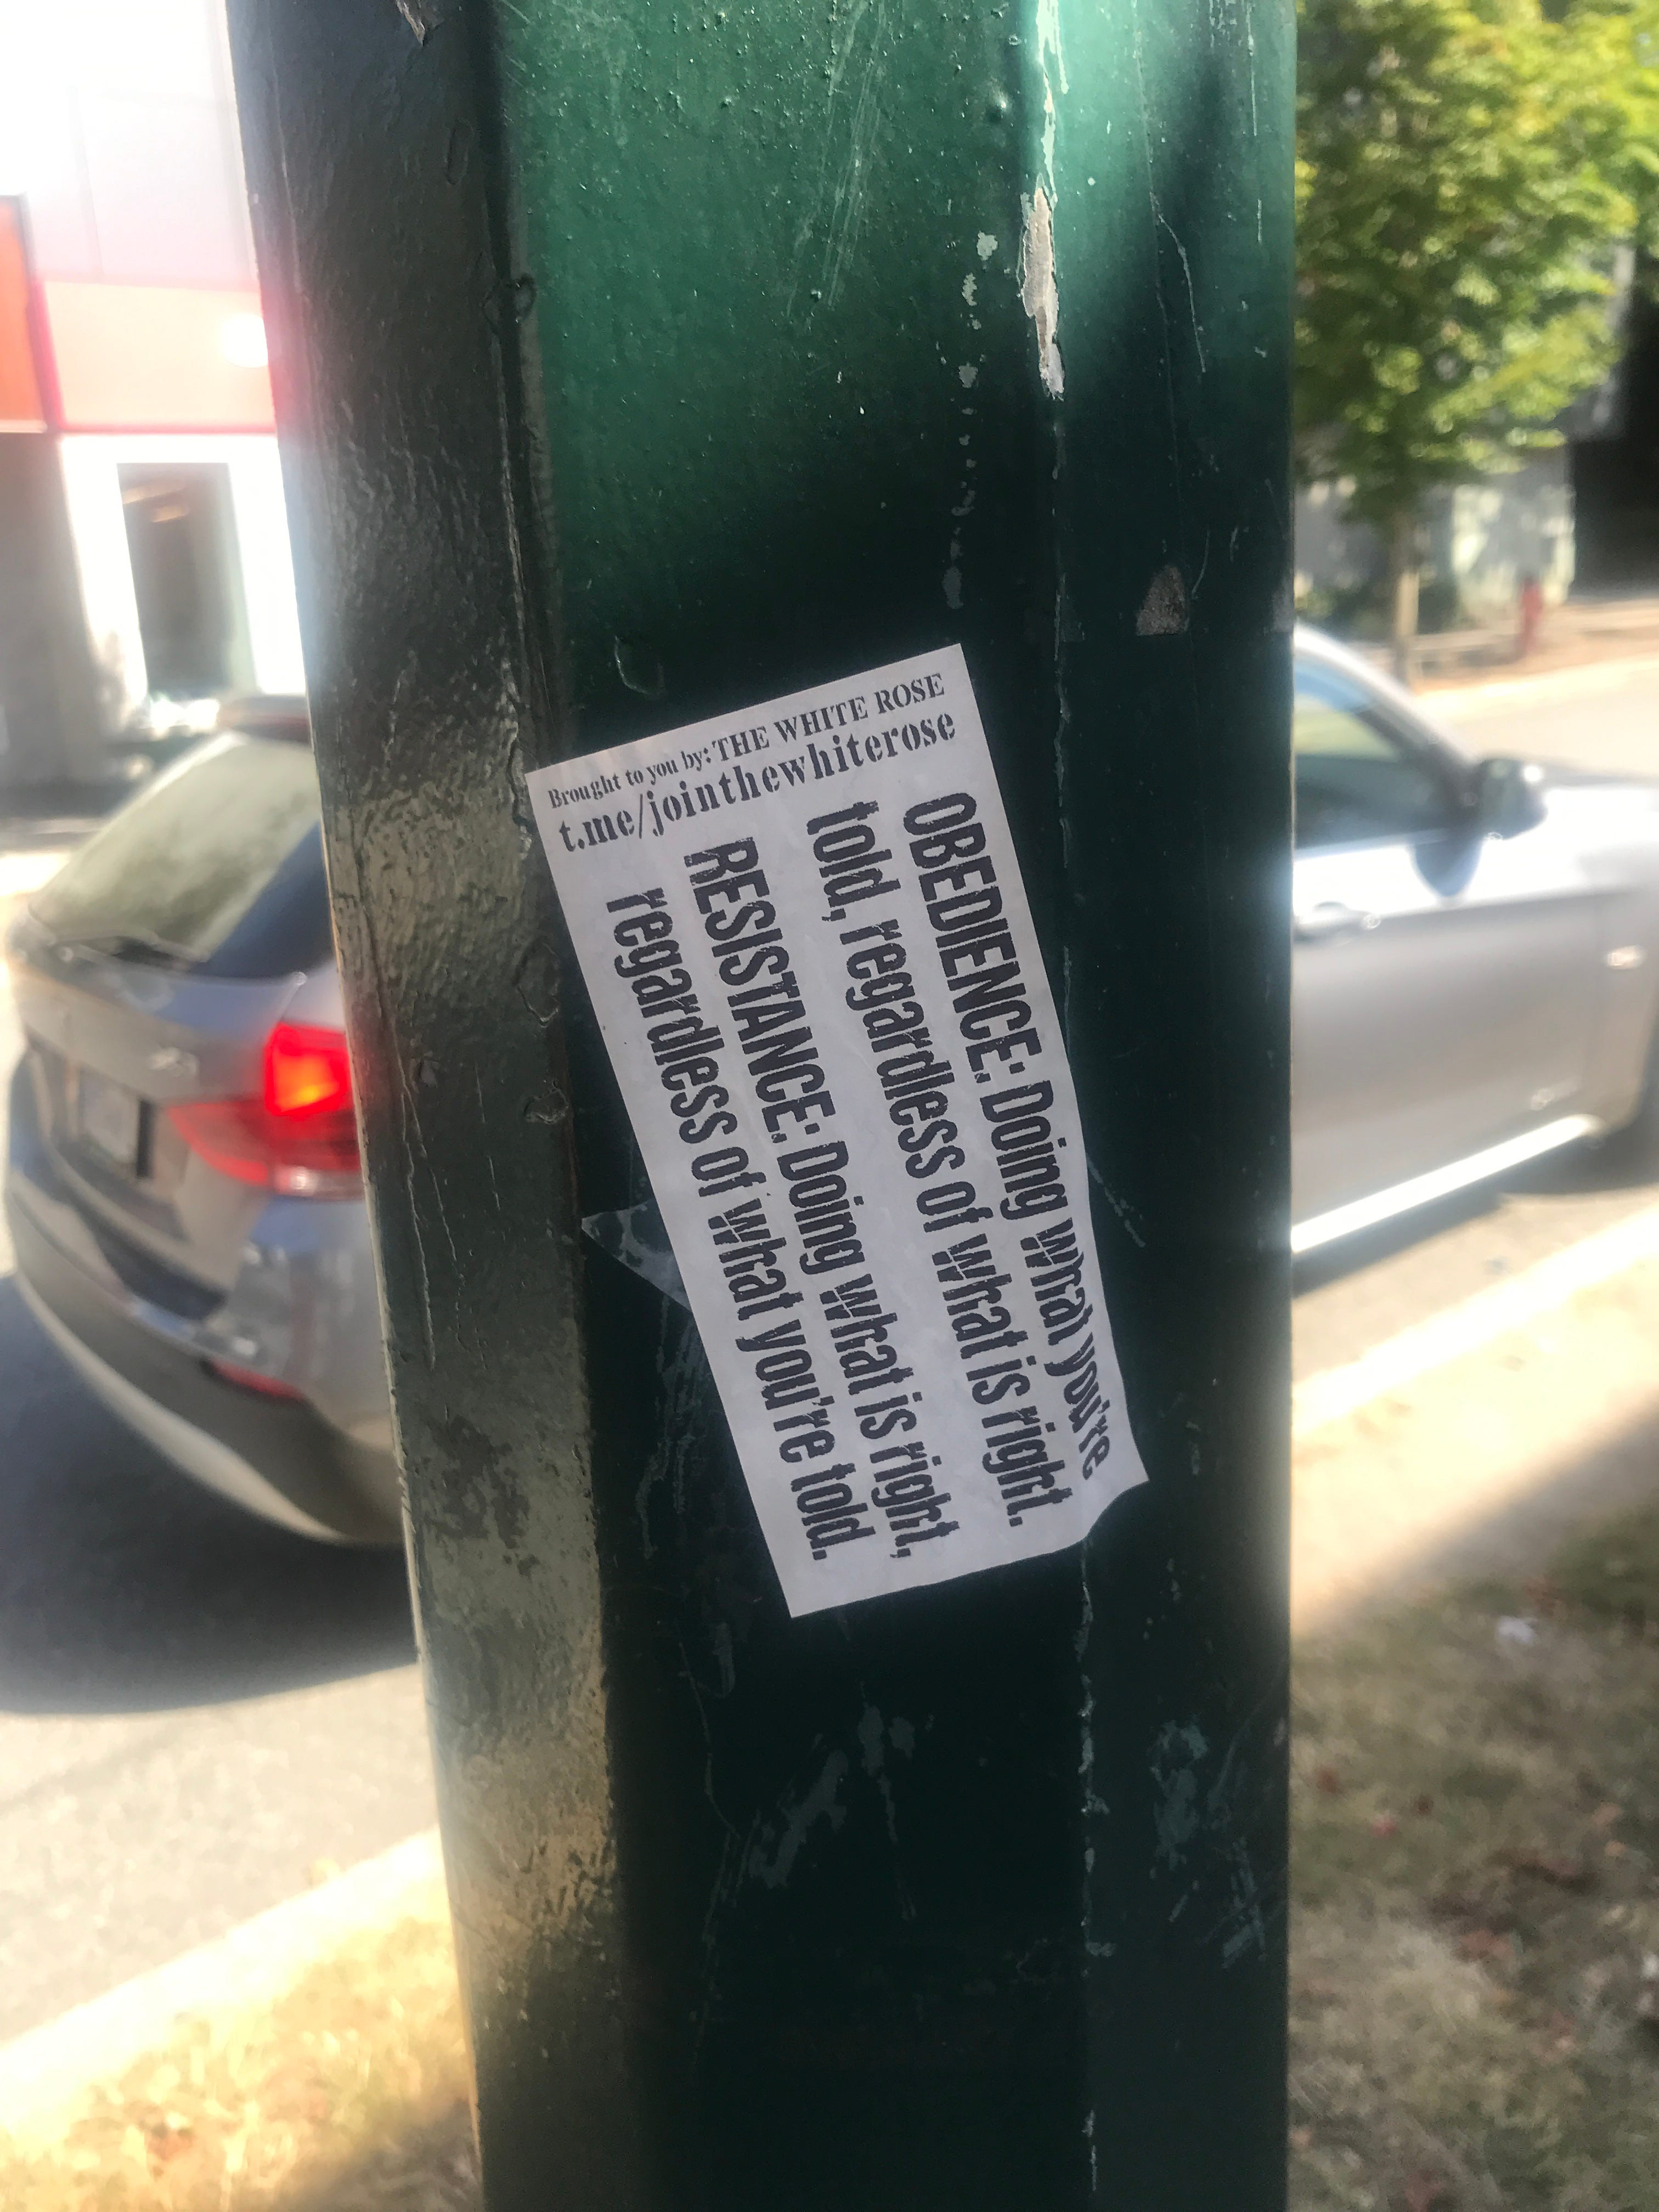 Brought to you by: THE WHITE ROSE
t.me/jointhewhiterose
OBEDIENCE: Doing what you're
told, regardless of what is right.
RESISTANCE: Doing what is right,
regardless of what you're told.